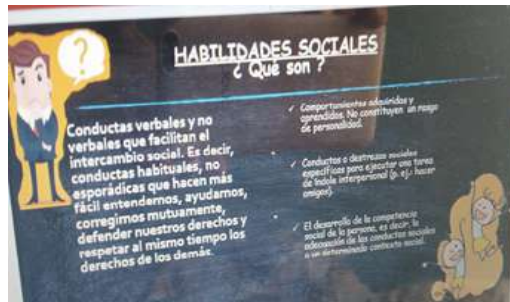 ?
HABILIDADES SOCIALES
¿ Qué son ?
Conductas verbales y no
verbales que facilitan el
intercambio social. Es decir,
conductas habituales, no
esporádicas que hacen más
fácil entendernos, ayudarnos,
corregirnos mutuamente,
defender nuestros derechos y
respetar al mismo tiempo los
derechos de los demás.
✓ Comportamientos adquiridos y
aprendidos. No constituyen un rasgo
de personalidad.
✓ Conductas o destrezas sociales
específicas para ejecutar una tarea
de índole interpersonal (p. ej.: hacer
amigos).
✓ El desarrollo de la competencia
social de la persona, es decir, la
adecuación de las conductas sociales
a un determinado contexto social.